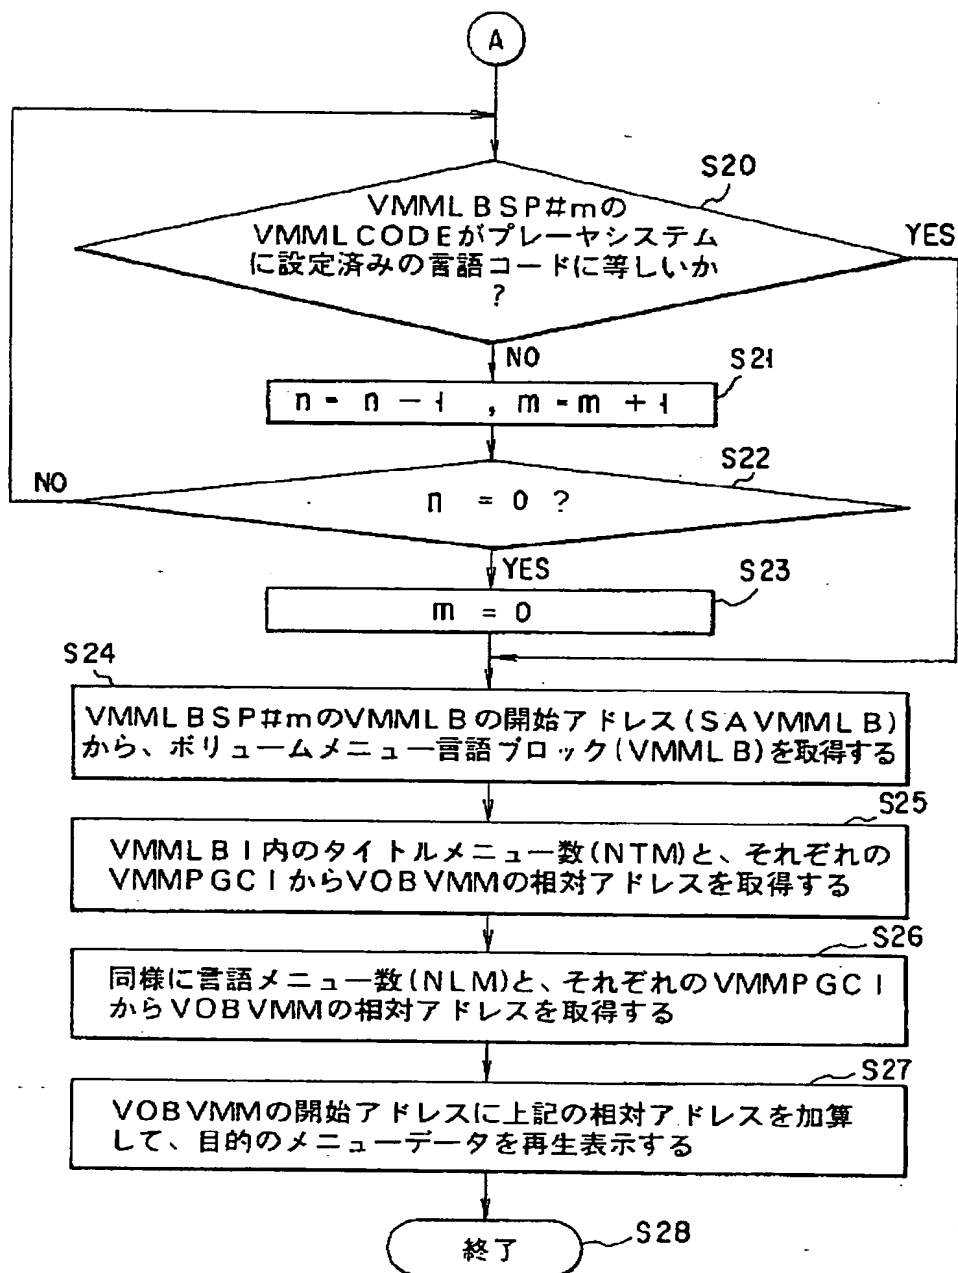 A
S20
VMMLBSP#mの
VMMLCODEがプレーヤシステム
に設定済みの言語コードに等しいか
?
YES
NO
S21
n = n - 1 , m = m + 1
S22
NO
n = 0 ?
YES
S23
m = 0
S24
VMMLBSP#mのVMMLBの開始アドレス(SAVMMLB)
から、ボリュームメニュー言語ブロック(VMMLB)を取得する
S25
VMMLBI内のタイトルメニュー数(NTM)と、それぞれの
VMMPGCIからVOBVMMの相対アドレスを取得する
S26
同様に言語メニュー数(NLM)と、それぞれのVMMPGCI
からVOBVMMの相対アドレスを取得する
S27
VOBVMMの開始アドレスに上記の相対アドレスを加算
して、目的のメニューデータを再生表示する
終了
S28